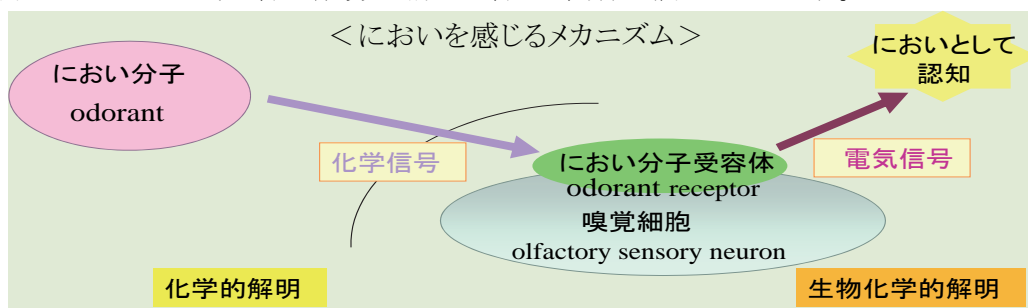 ＜においを感じるメカニズム＞
におい分子
odorant
化学信号
におい分子受容体
odorant receptor
嗅覚細胞
olfactory sensory neuron
電気信号
においとして
認知
化学的解明
生物化学的解明